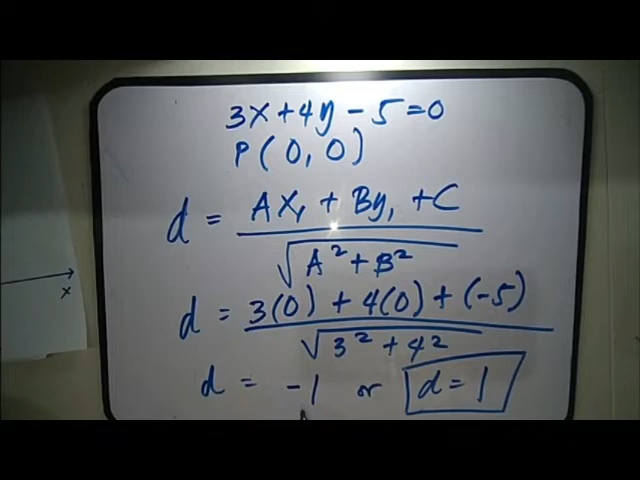 3x+4y-5=0
P(0,0)
d = Ax₁ + By₁ + C / √A²+B²
d = 3(0) + 4(0) + (-5) / √3²+4²
x
d = -1 or d=1